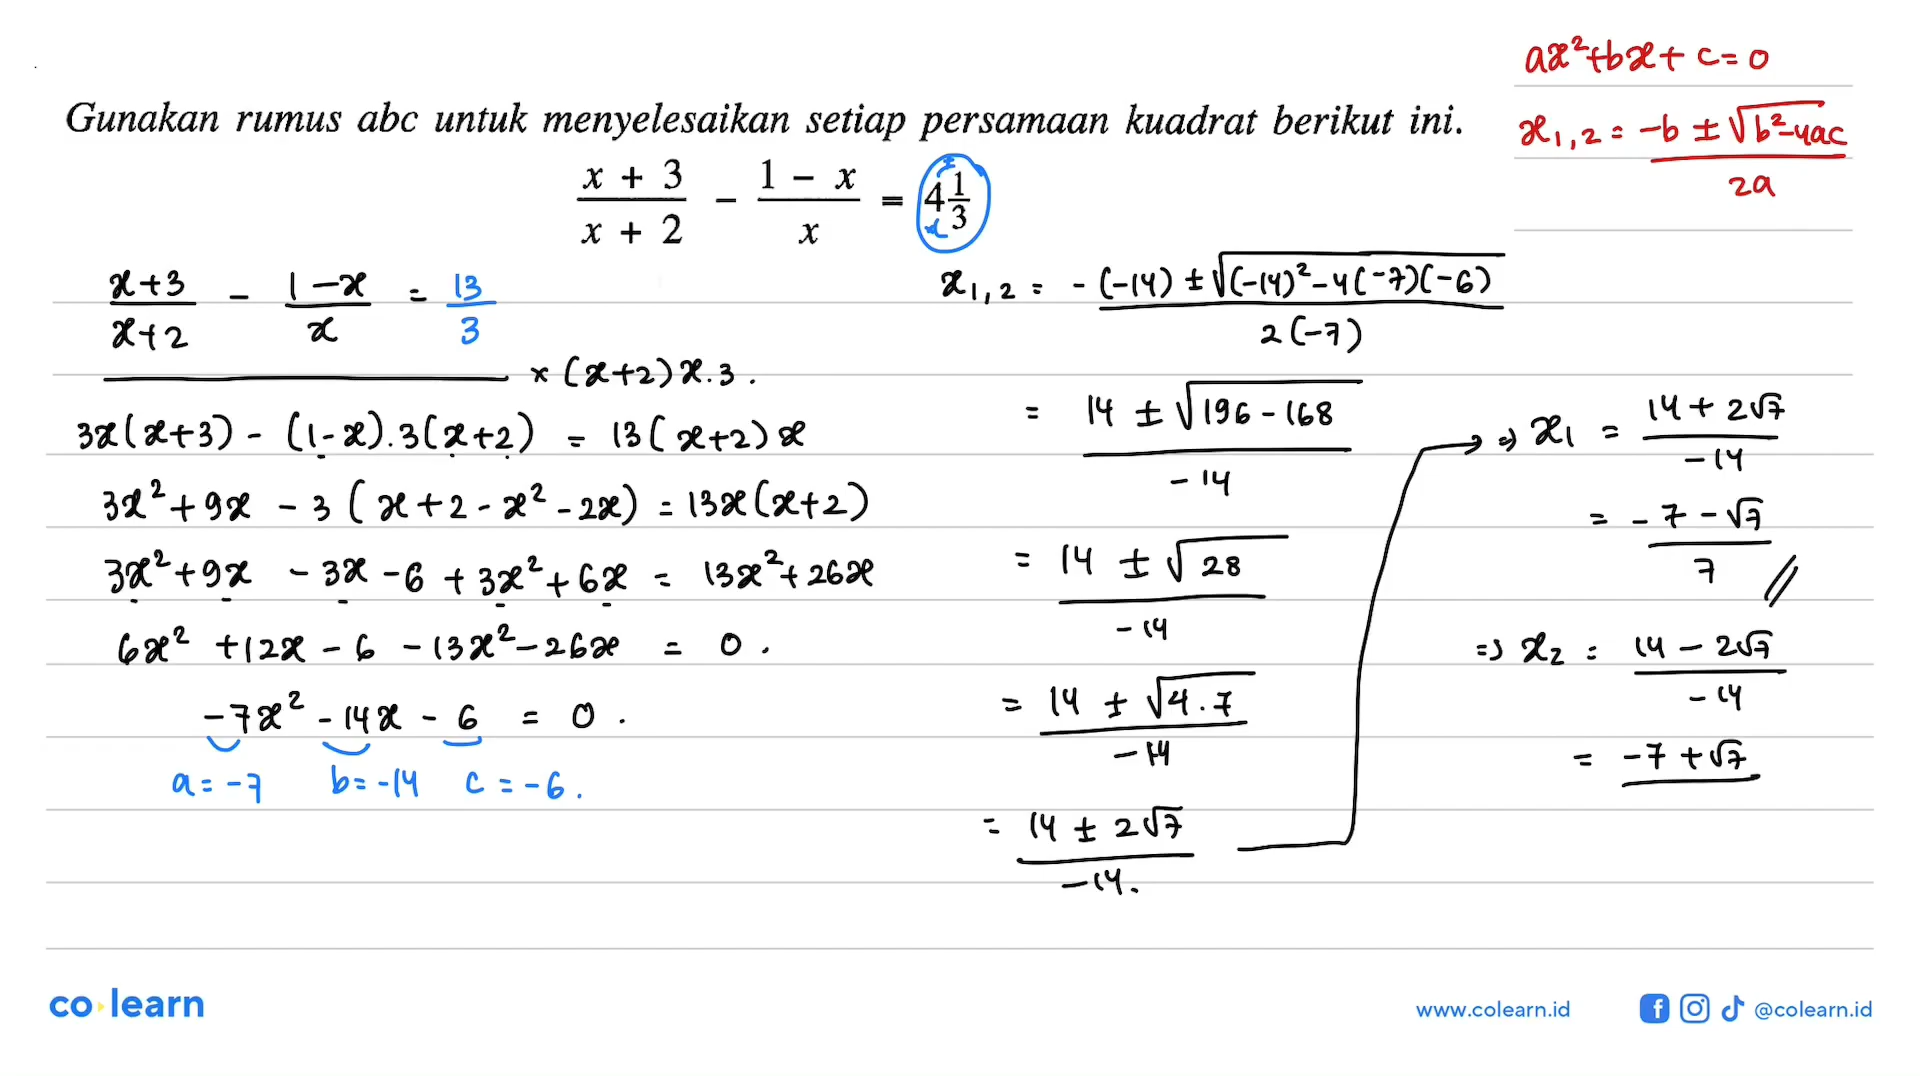 ax²+bx+c=0
Gunakan rumus abc untuk menyelesaikan setiap persamaan kuadrat berikut ini.
x1,2 = (-b ± √(b²-4ac))/(2a)
(x + 3)/(x + 2) - (1 - x)/x = 4 1/3
+
x
(x+3)/(x+2) - (1-x)/x = 13/3
x (x+2)x.3.
3x(x+3) - (1-x).3(x+2) = 13(x+2)x
3x²+9x - 3(x+2-x²-2x) = 13x(x+2)
3x²+9x -3x-6+3x²+6x = 13x²+26x
6x² +12x-6-13x²-26x = 0.
-7x²-14x-6 = 0.
a=-7 b=-14 c=-6.
x1,2 = (-(-14) ± √((-14)²-4(-7)(-6)))/(2(-7))
= (14 ± √(196-168))/(-14)
= (14 ± √28)/(-14)
= (14 ± √(4.7))/(-14)
= (14 ± 2√7)/(-14).
⇒ x1 = (14+2√7)/(-14)
= (-7-√7)/7 //
⇒ x2 = (14-2√7)/(-14)
= -7+√7
co learn
www.colearn.id
@colearn.id